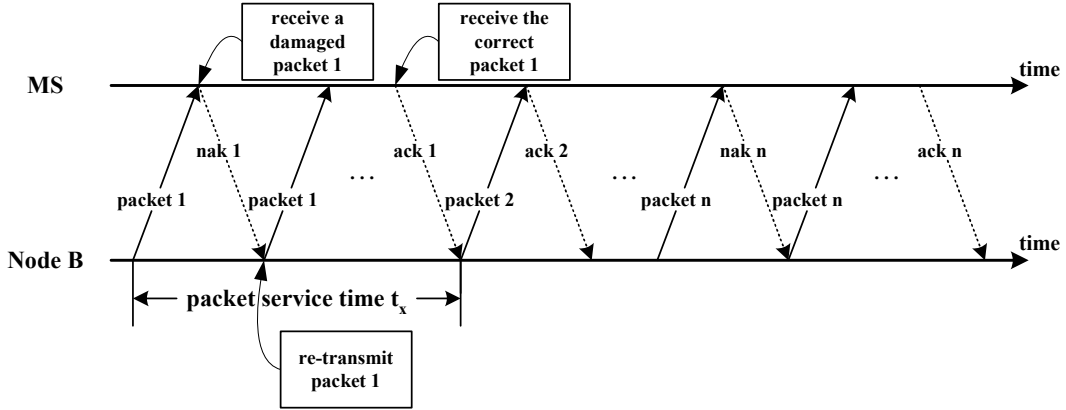 receive a
damaged
packet 1
receive the
correct
packet 1
time
MS
nak 1
ack 1
ack 2
nak n
ack n
...
...
...
packet 1
packet 1
packet 2
packet n
packet n
time
Node B
packet service time tx
re-transmit
packet 1